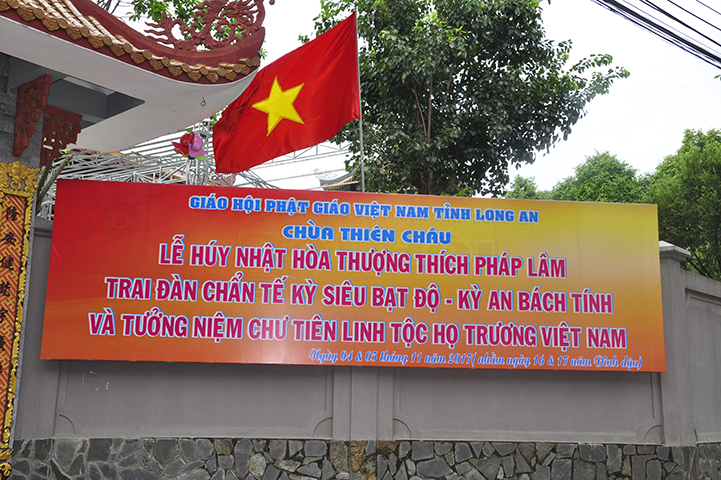 GIÁO HỘI PHẬT GIÁO VIỆT NAM TỈNH LONG AN
CHÙA THIÊN CHÂU
LỄ HÚY NHẬT HÒA THƯỢNG THÍCH PHÁP LÂM
TRAI ĐÀN CHẨN TẾ KỲ SIÊU BẠT ĐỘ - KỲ AN BÁCH TÍNH
VÀ TƯỞNG NIỆM CHƯ TIÊN LINH TỘC HỌ TRƯƠNG VIỆT NAM
Ngày 04 & 05 tháng 11 năm 2017( nhằm ngày 16 & 17 năm Đinh dậu)